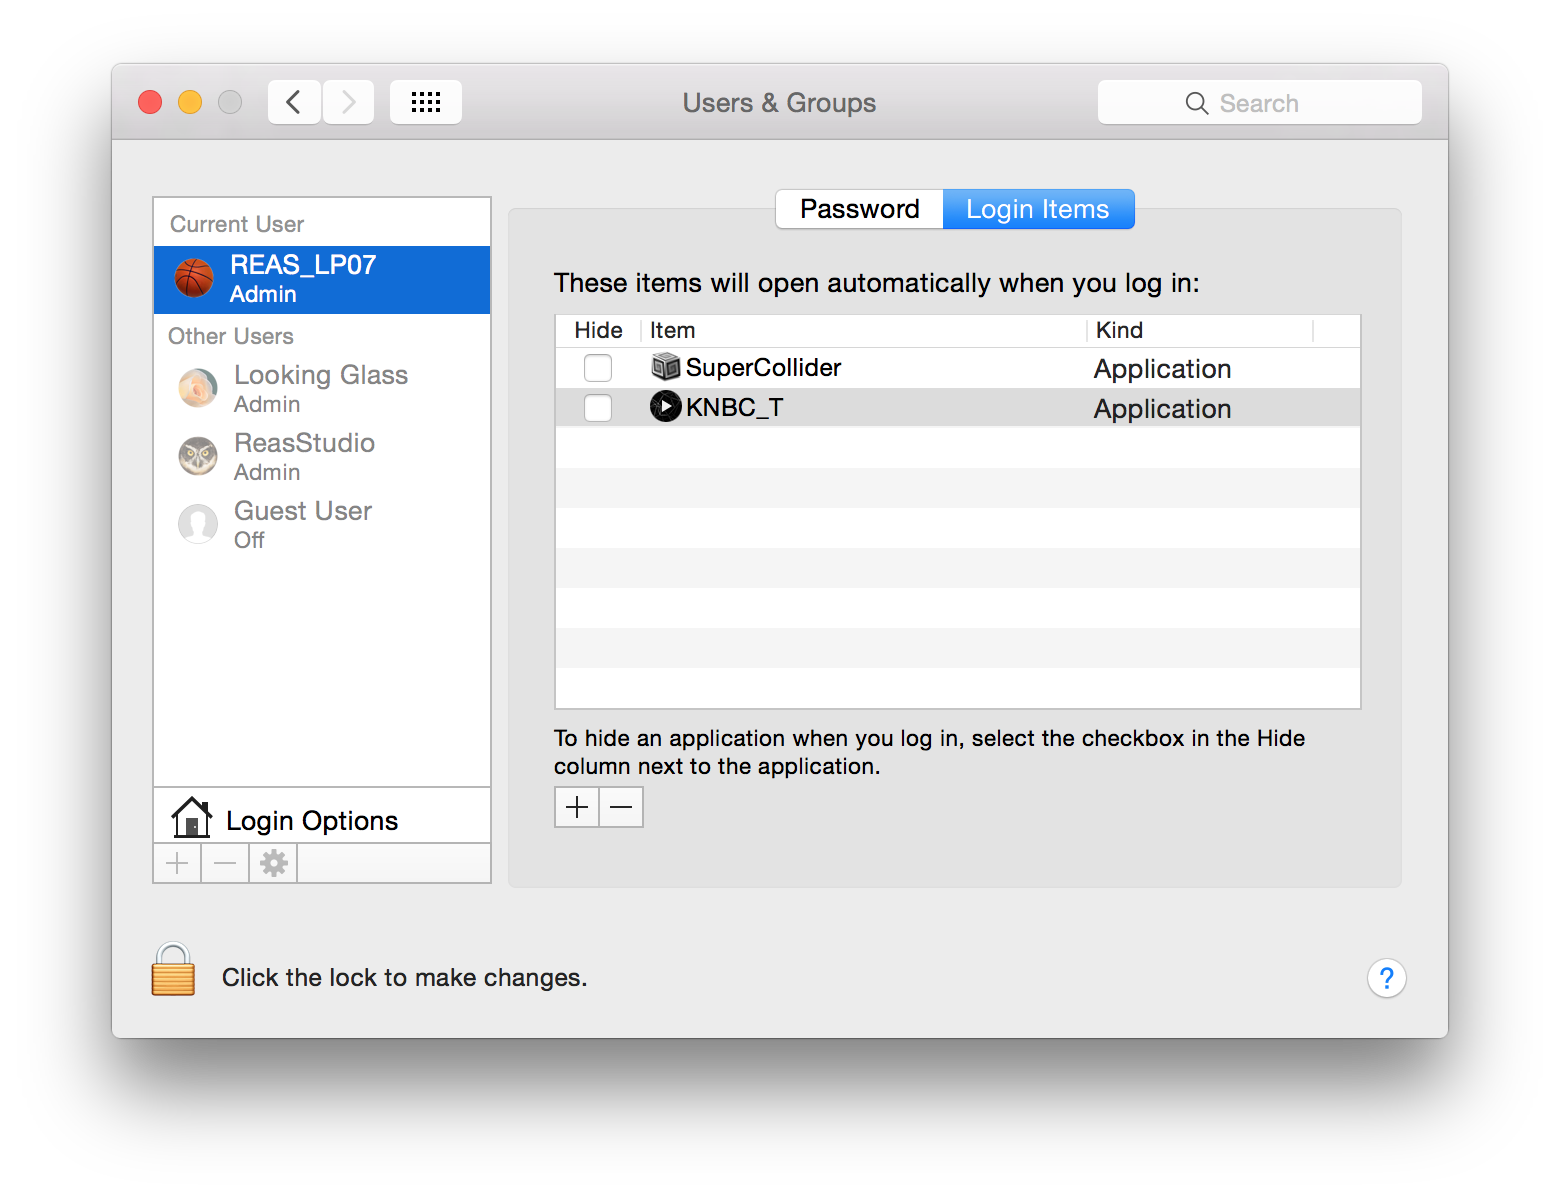 Users & Groups
Search
Current User
REAS_LP07
Admin
Other Users
Looking Glass
Admin
ReasStudio
Admin
Guest User
Off
Login Options
Password
Login Items
These items will open automatically when you log in:
Hide Item Kind
SuperCollider Application
KNBC_T Application
To hide an application when you log in, select the checkbox in the Hide
column next to the application.
Click the lock to make changes.
?